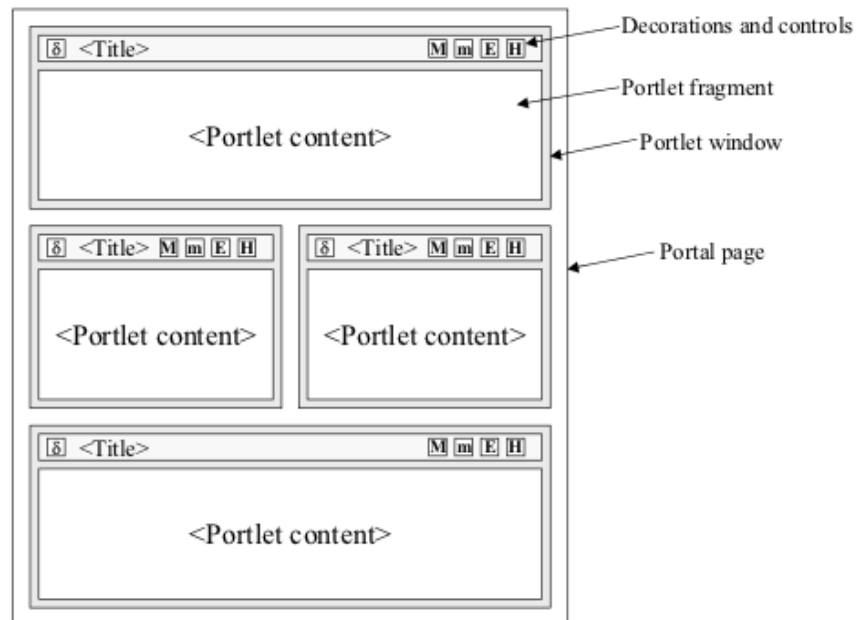 δ <Title> M m E H
Decorations and controls
Portlet fragment
<Portlet content>
Portlet window
δ <Title> M m E H
δ <Title> M m E H
Portal page
<Portlet content>
<Portlet content>
δ <Title> M m E H
<Portlet content>